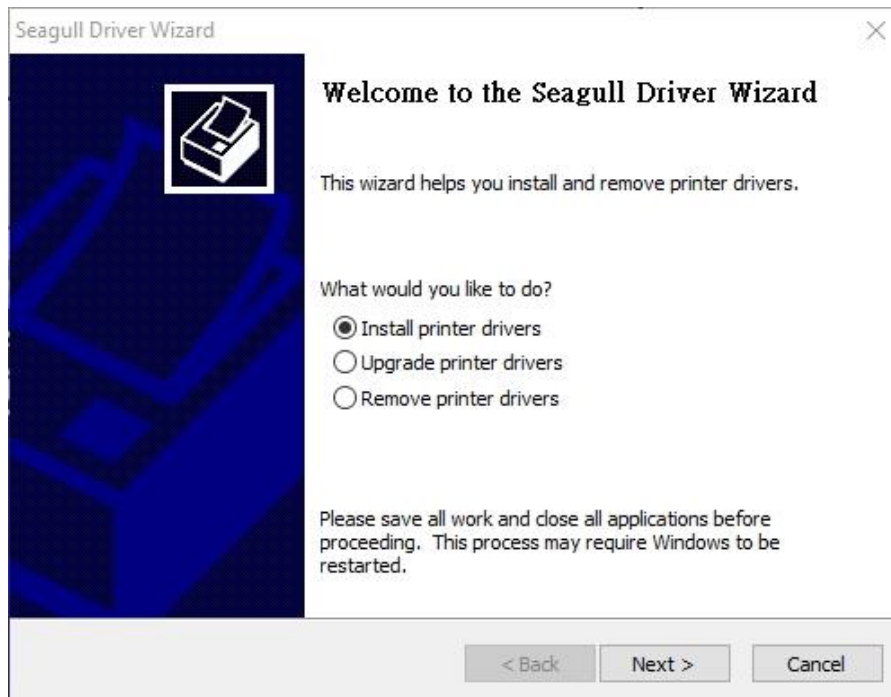 Seagull Driver Wizard
Welcome to the Seagull Driver Wizard
This wizard helps you install and remove printer drivers.
What would you like to do?
Install printer drivers
Upgrade printer drivers
Remove printer drivers
Please save all work and close all applications before
proceeding. This process may require Windows to be
restarted.
< Back Next > Cancel